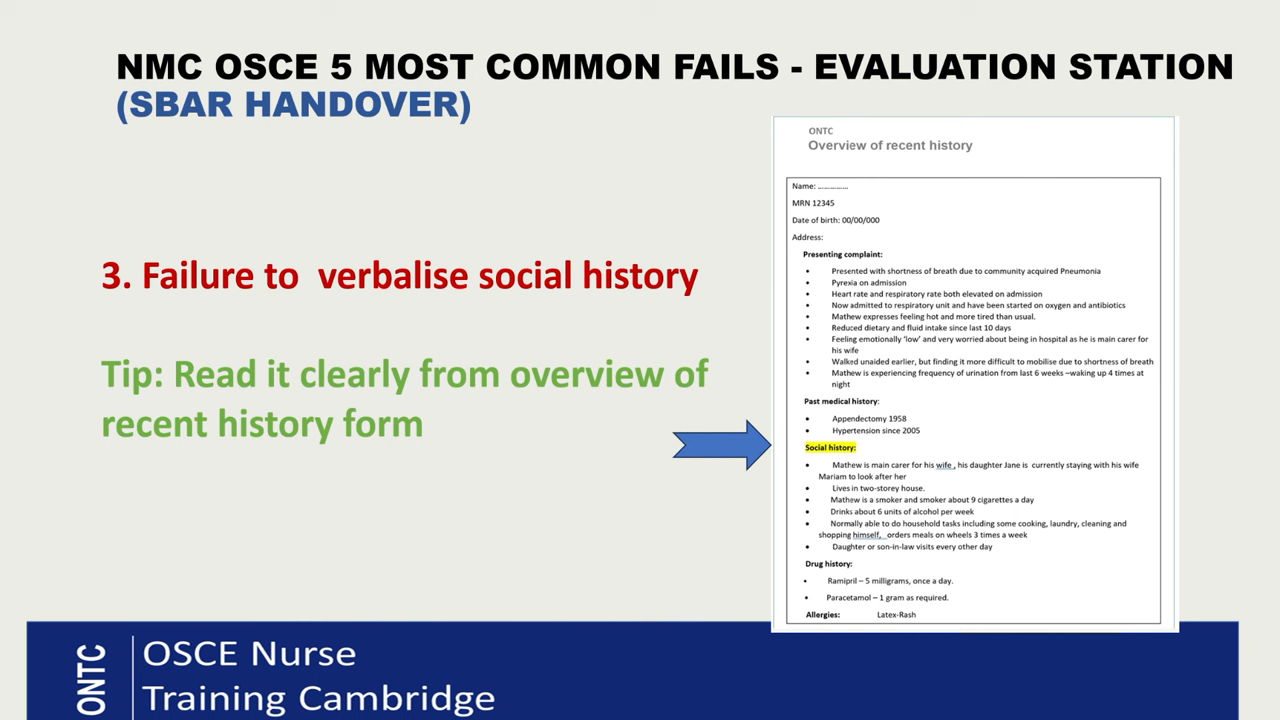 NMC OSCE 5 MOST COMMON FAILS - EVALUATION STATION
(SBAR HANDOVER)
3. Failure to verbalise social history
Tip: Read it clearly from overview of
recent history form
ONTC
Overview of recent history
Name: ...............
MRN 12345
Date of birth: 00/00/000
Address:
Presenting complaint:
• Presented with shortness of breath due to community acquired Pneumonia
• Pyrexia on admission
• Heart rate and respiratory rate both elevated on admission
• Now admitted to respiratory unit and have been started on oxygen and antibiotics
• Mathew expresses feeling hot and more tired than usual.
• Reduced dietary and fluid intake since last 10 days
• Feeling emotionally 'low' and very worried about being in hospital as he is main carer for
his wife
• Walked unaided earlier, but finding it more difficult to mobilise due to shortness of breath
• Mathew is experiencing frequency of urination from last 6 weeks –waking up 4 times at
night
Past medical history:
• Appendectomy 1958
• Hypertension since 2005
Social history:
• Mathew is main carer for his wife , his daughter Jane is currently staying with his wife
Mariam to look after her
• Lives in two-storey house.
• Mathew is a smoker and smoker about 9 cigarettes a day
• Drinks about 6 units of alcohol per week
• Normally able to do household tasks including some cooking, laundry, cleaning and
shopping himself, orders meals on wheels 3 times a week
• Daughter or son-in-law visits every other day
Drug history:
• Ramipril – 5 milligrams, once a day.
• Paracetamol – 1 gram as required.
Allergies: Latex-Rash
ONTC
OSCE Nurse
Training Cambridge